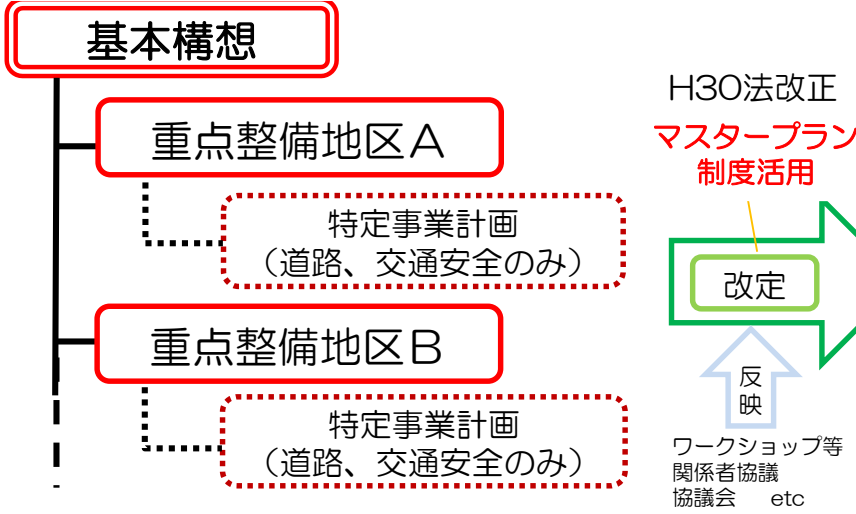 基本構想
重点整備地区A
特定事業計画
（道路、交通安全のみ）
重点整備地区B
特定事業計画
（道路、交通安全のみ）
H30法改正
マスタープラン
制度活用
改定
反
映
ワークショップ等
関係者協議
協議会　etc